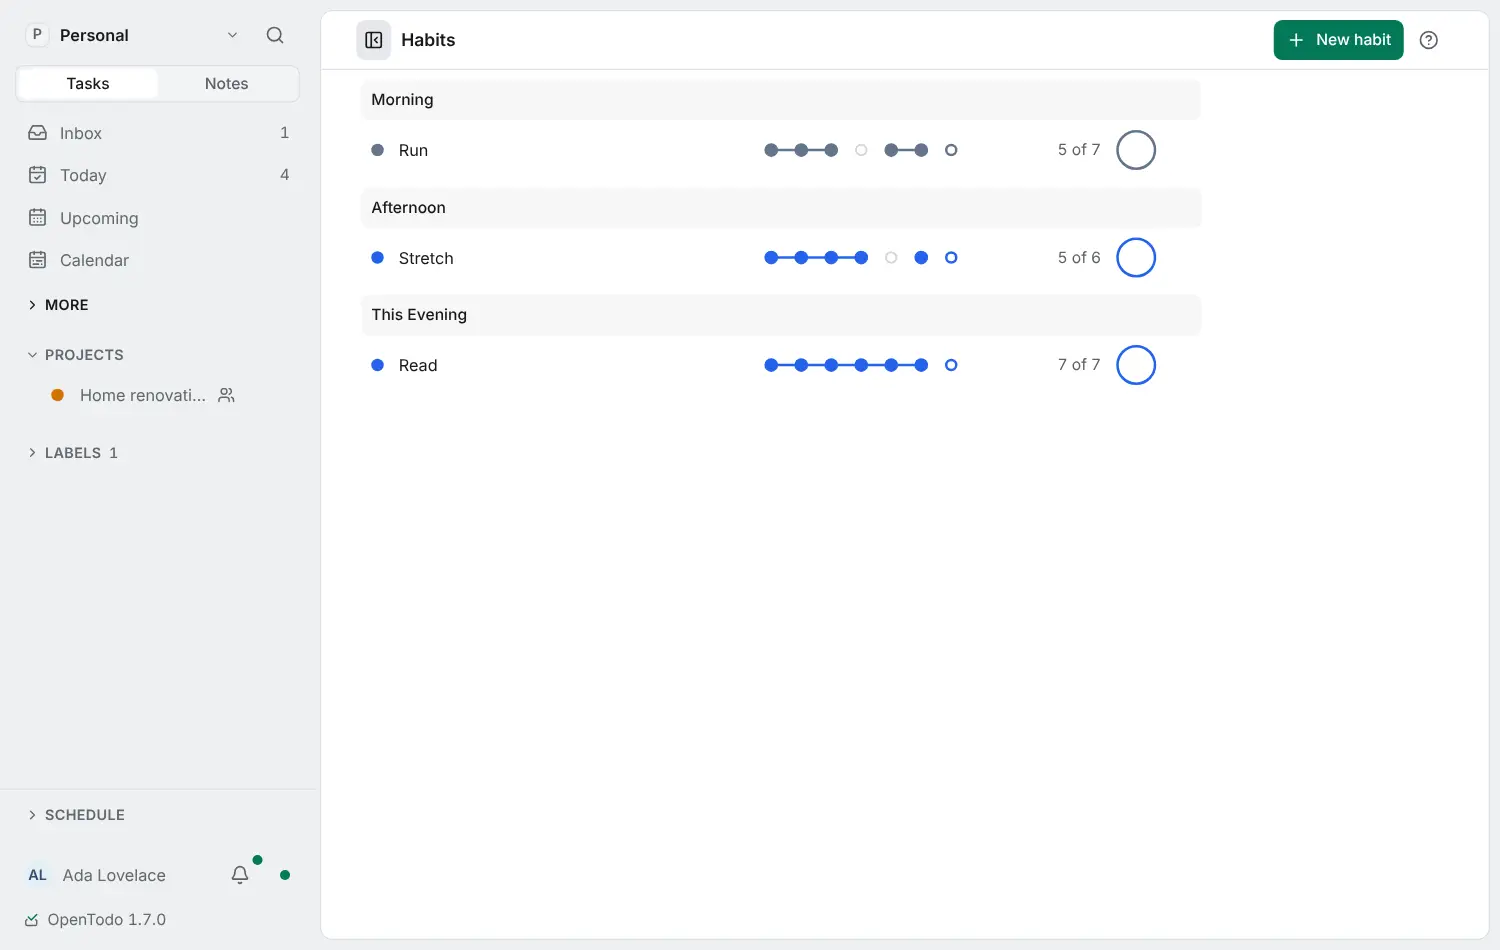 P Personal
Tasks Notes
Inbox 1
Today 4
Upcoming
Calendar
MORE
PROJECTS
Home renovati...
LABELS 1
SCHEDULE
AL Ada Lovelace
OpenTodo 1.7.0
Habits
New habit
Morning
Run 5 of 7
Afternoon
Stretch 5 of 6
This Evening
Read 7 of 7